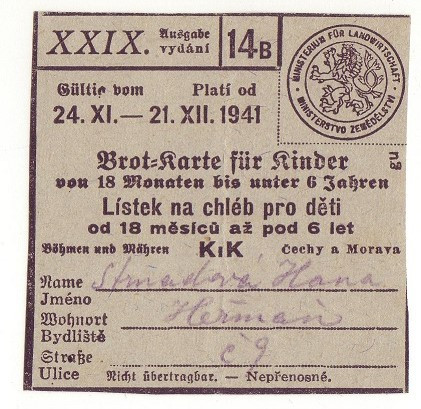 XXIX. Ausgabe vydání 14B
MINISTERIUM FÜR LANDWIRTSCHAFT · MINISTERSTVO ZEMĚDĚLSTVÍ ·
Gültig vom Platí od
24. XI. — 21. XII. 1941
Brot-Karte für Kinder
von 18 Monaten bis unter 6 Jahren
Lístek na chléb pro děti
od 18 měsíců až pod 6 let
Böhmen und Mähren KiK Čechy a Morava
Name Strnadová Hana
Jméno
Wohnort Heřmaň
Bydliště
Straße č 9
Ulice Nicht übertragbar. — Nepřenosné.